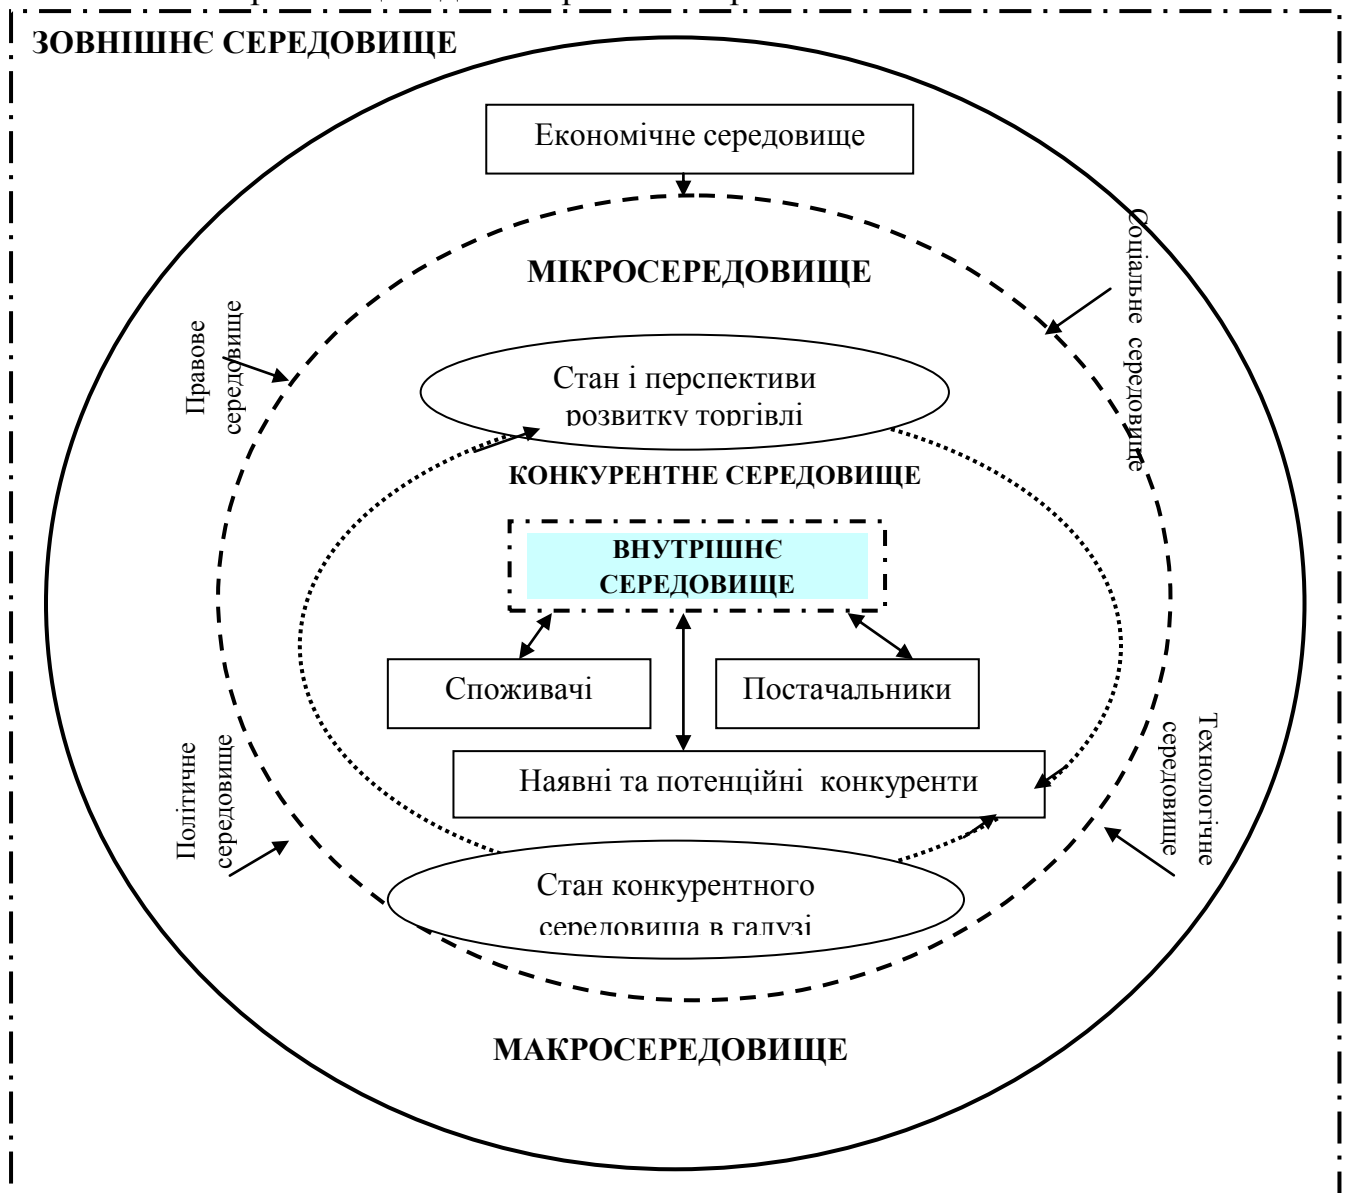 ЗОВНІШНЄ СЕРЕДОВИЩЕ
Економічне середовище
МІКРОСЕРЕДОВИЩЕ
Соціальне середовище
Правове
середовище
Стан і перспективи
розвитку торгівлі
КОНКУРЕНТНЕ СЕРЕДОВИЩЕ
ВНУТРІШНЄ
СЕРЕДОВИЩЕ
Споживачі
Постачальники
Наявні та потенційні конкуренти
Політичне
середовище
Технологічне
середовище
Стан конкурентного
середовища в галузі
МАКРОСЕРЕДОВИЩЕ